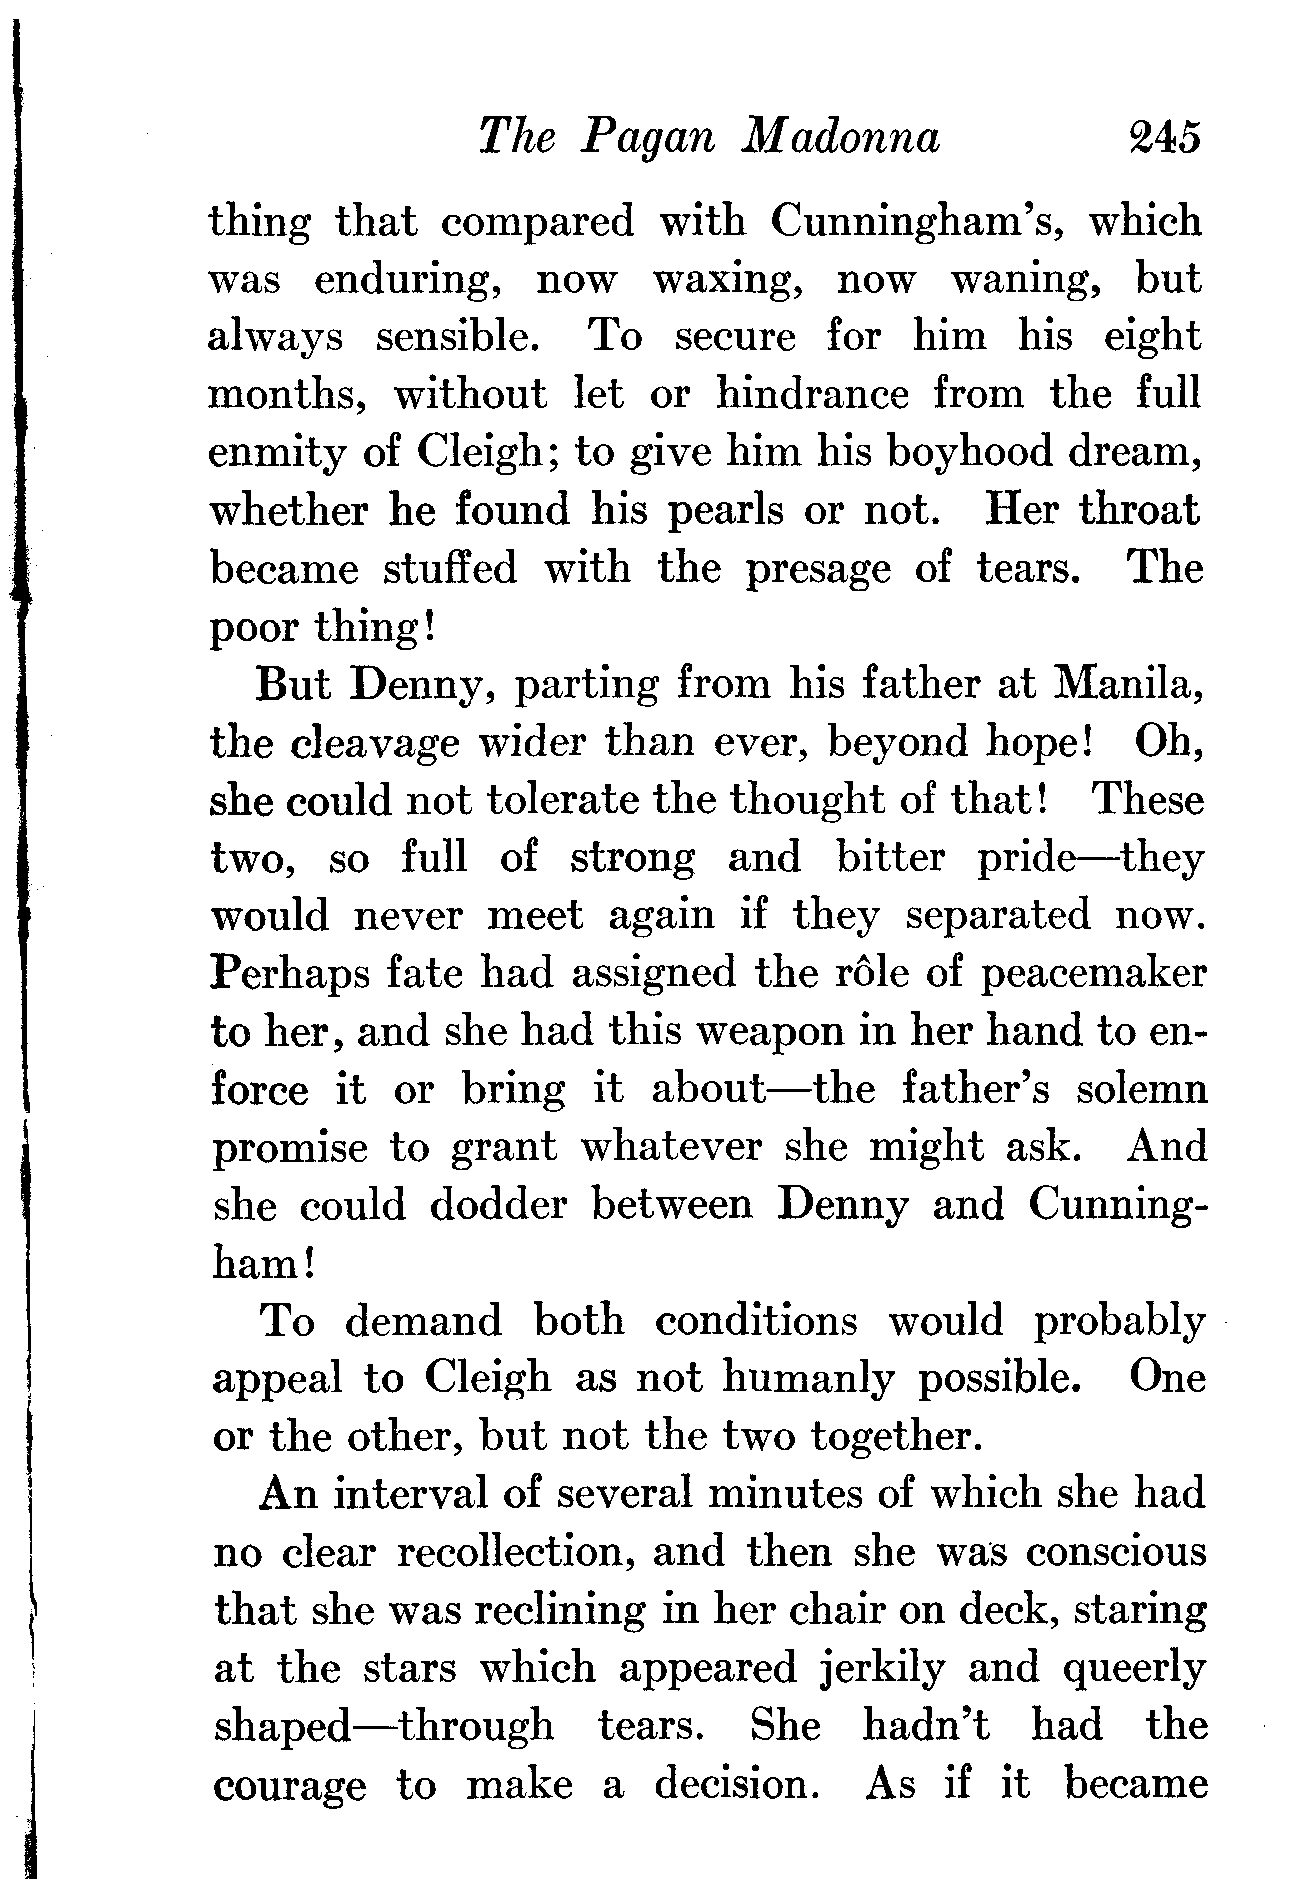 The Pagan Madonna 245
thing that compared with Cunningham's, which
was enduring, now waxing, now waning, but
always sensible. To secure for him his eight
months, without let or hindrance from the full
enmity of Cleigh; to give him his boyhood dream,
whether he found his pearls or not. Her throat
became stuffed with the presage of tears. The
poor thing!
But Denny, parting from his father at Manila,
the cleavage wider than ever, beyond hope! Oh,
she could not tolerate the thought of that! These
two, so full of strong and bitter pride—they
would never meet again if they separated now.
Perhaps fate had assigned the rôle of peacemaker
to her, and she had this weapon in her hand to en-
force it or bring it about—the father's solemn
promise to grant whatever she might ask. And
she could dodder between Denny and Cunning-
ham!
To demand both conditions would probably
appeal to Cleigh as not humanly possible. One
or the other, but not the two together.
An interval of several minutes of which she had
no clear recollection, and then she was conscious
that she was reclining in her chair on deck, staring
at the stars which appeared jerkily and queerly
shaped—through tears. She hadn't had the
courage to make a decision. As if it became